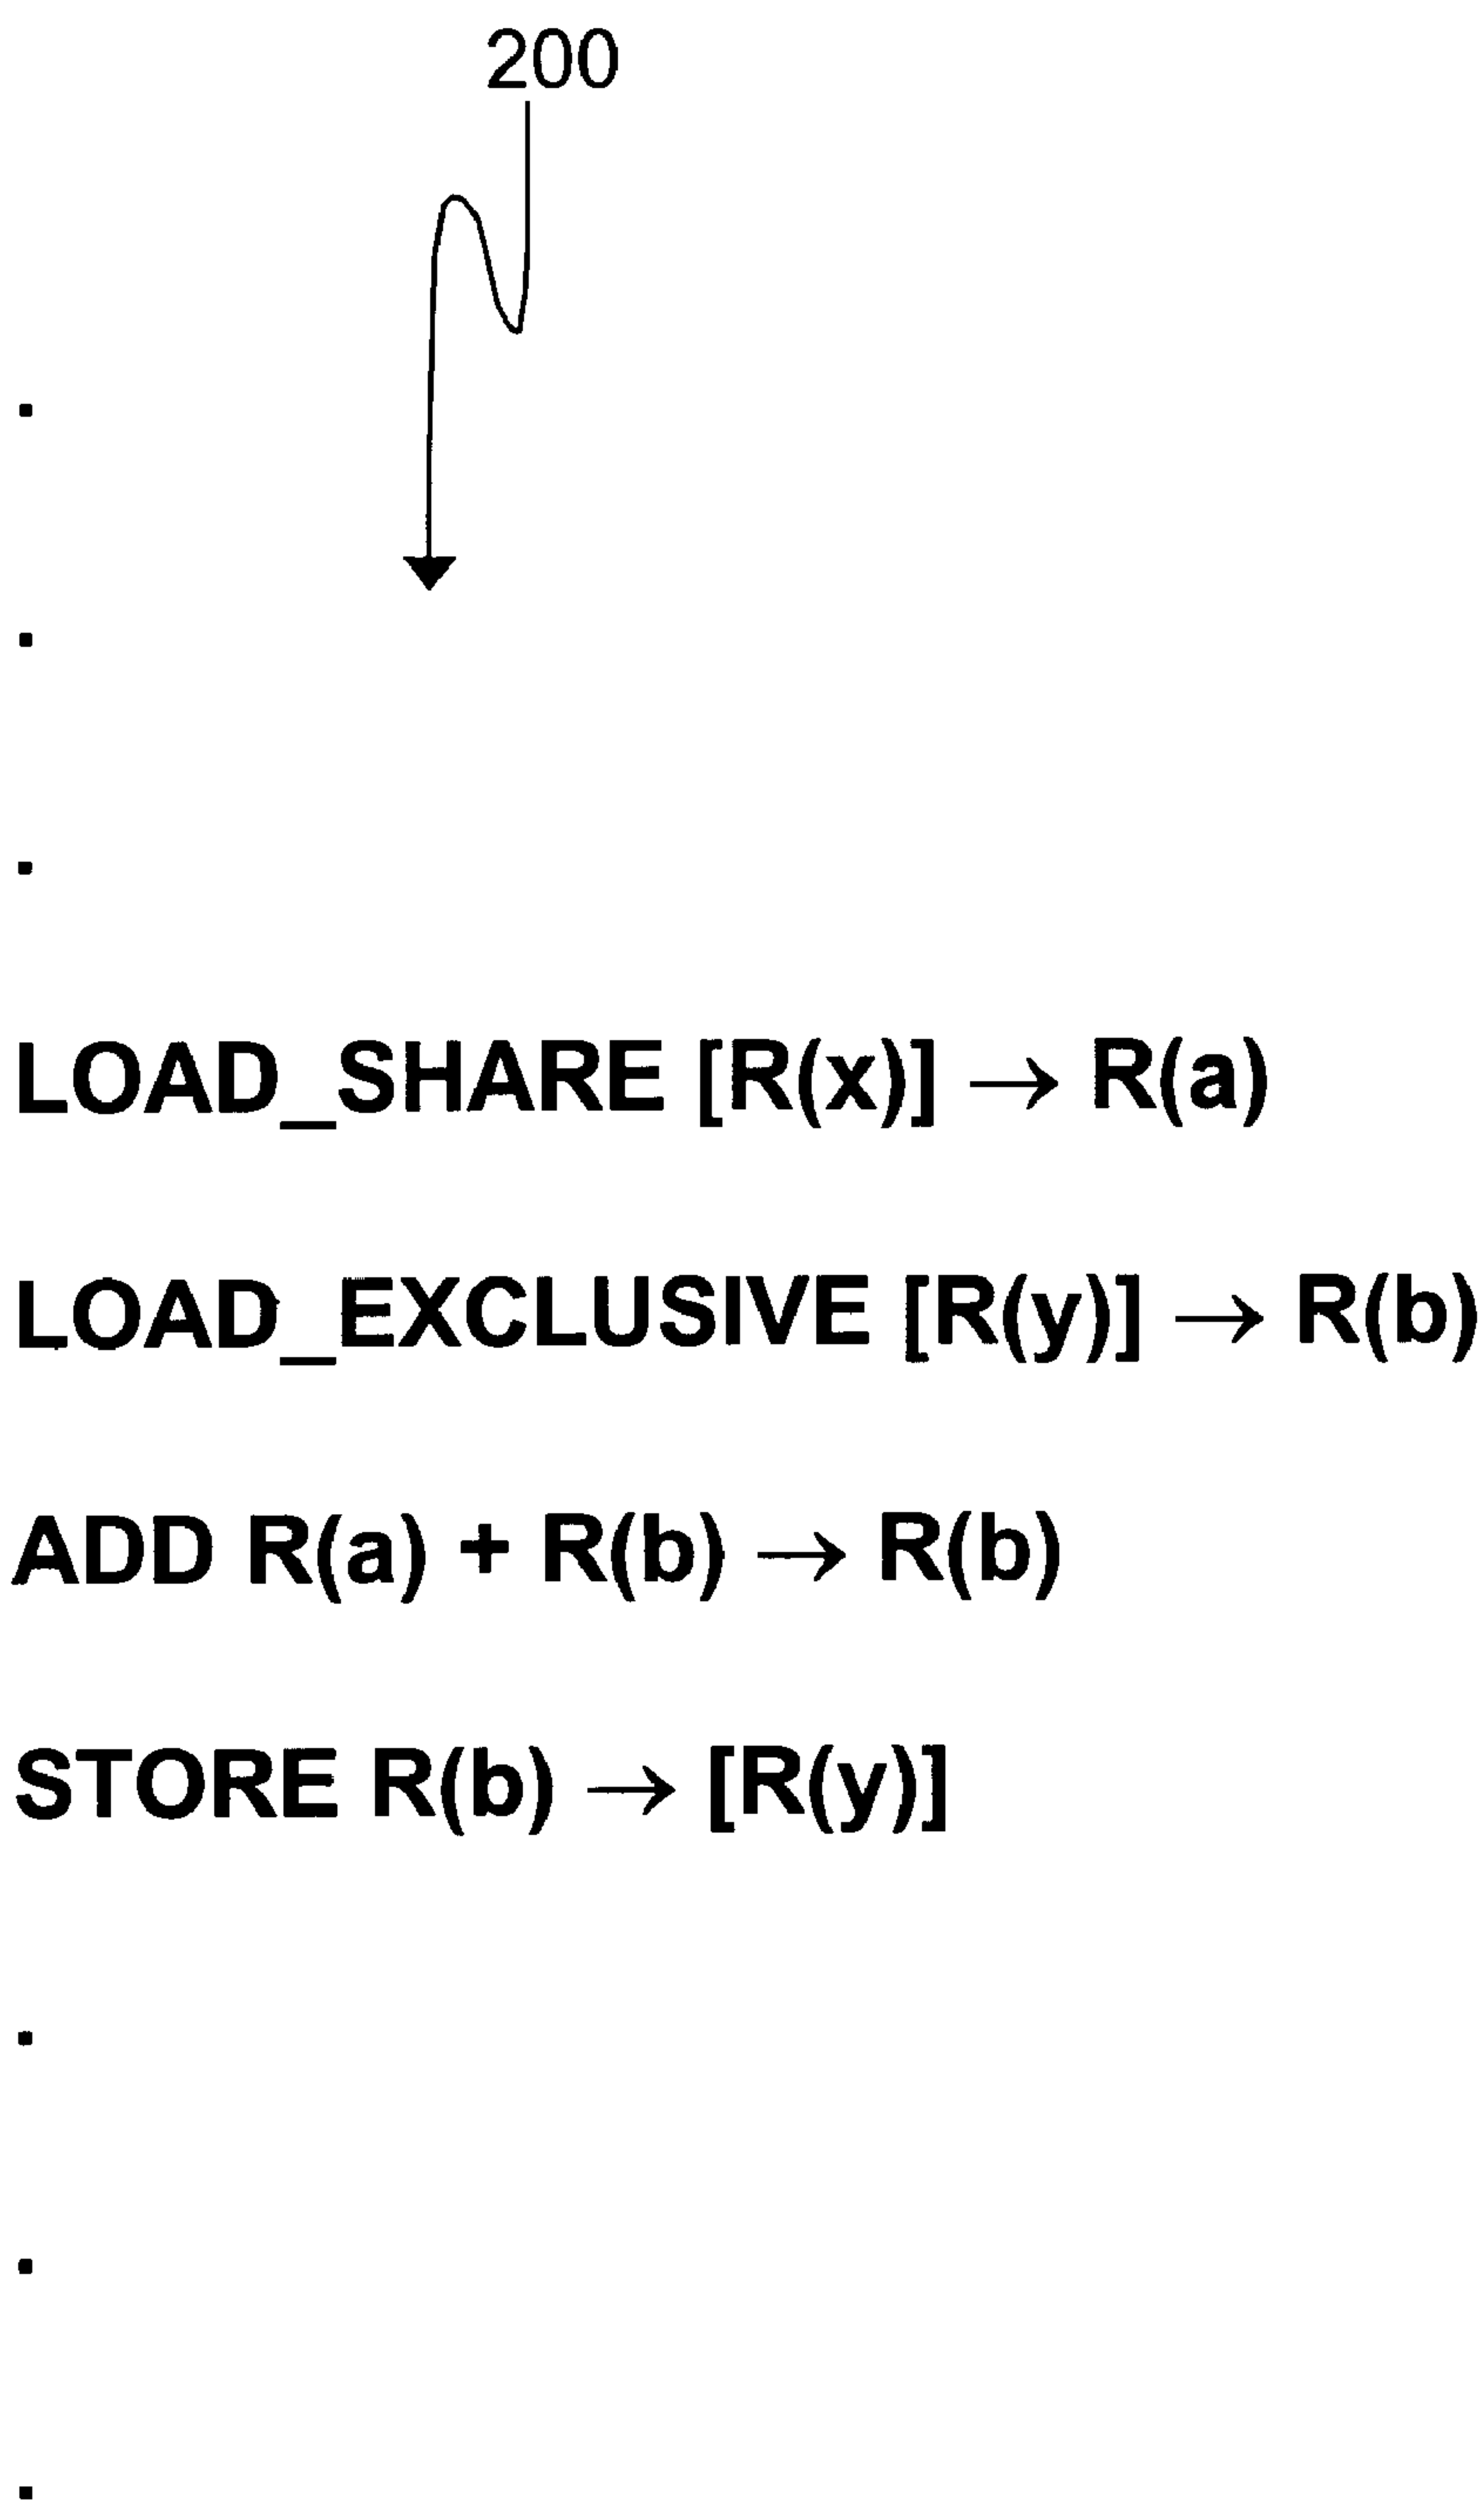 200
.
.
.
LOAD_SHARE [R(x)] → R(a)
LOAD_EXCLUSIVE [R(y)] → R(b)
ADD R(a) + R(b) → R(b)
STORE R(b) → [R(y)]
.
.
.